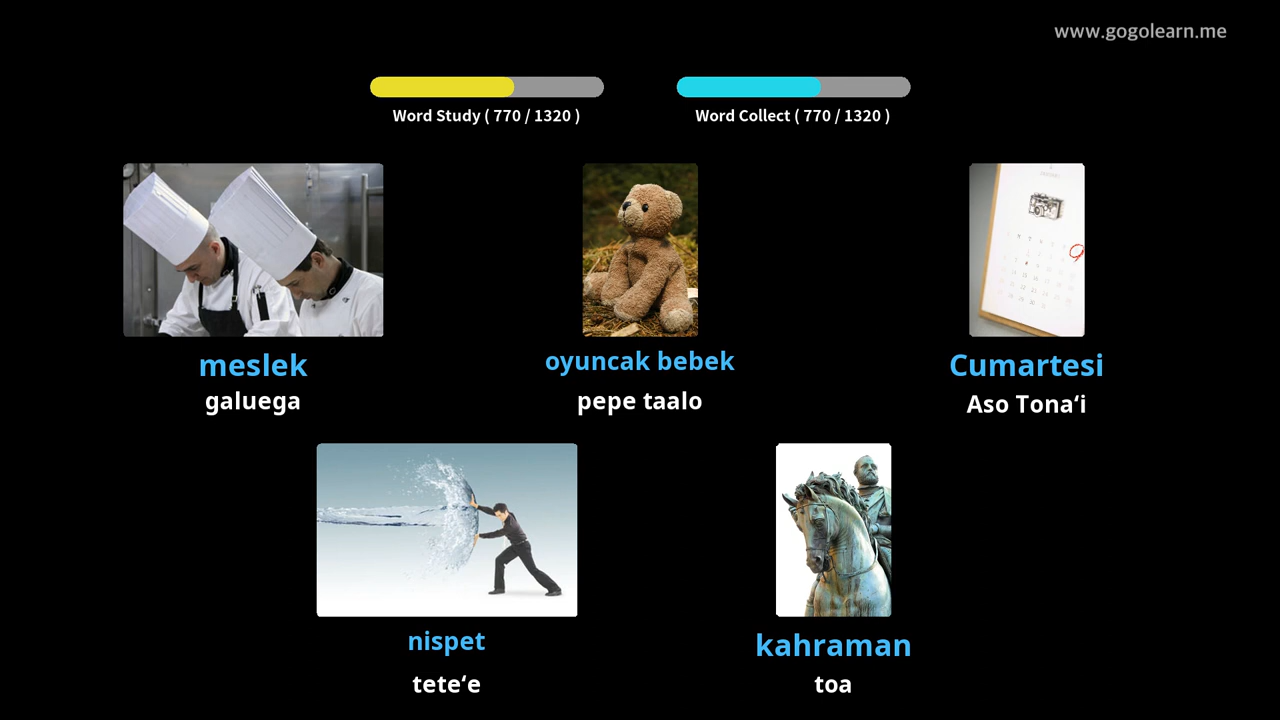 www.gogolearn.me
Word Study ( 770 / 1320 )
Word Collect ( 770 / 1320 )
meslek
galuega
oyuncak bebek
pepe taalo
Cumartesi
Aso Tonaʻi
nispet
teteʻe
kahraman
toa